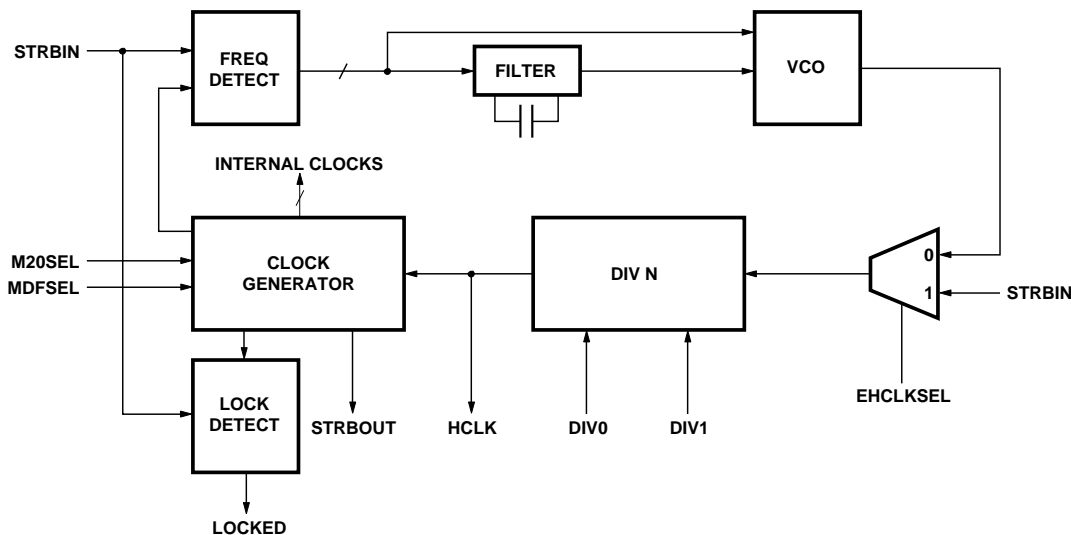 STRBIN
FREQ
DETECT
FILTER
VCO
INTERNAL CLOCKS
M20SEL
MDFSEL
CLOCK
GENERATOR
DIV N
0
1
STRBIN
EHCLKSEL
LOCK
DETECT
STRBOUT
HCLK
DIV0
DIV1
LOCKED